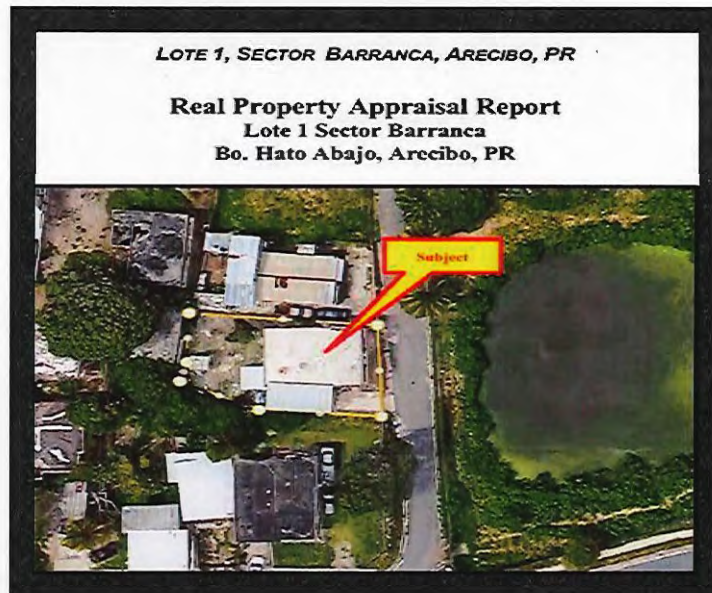 LOTE 1, SECTOR BARRANCA, ARECIBO, PR
Real Property Appraisal Report
Lote 1 Sector Barranca
Bo. Hato Abajo, Arecibo, PR
Subject